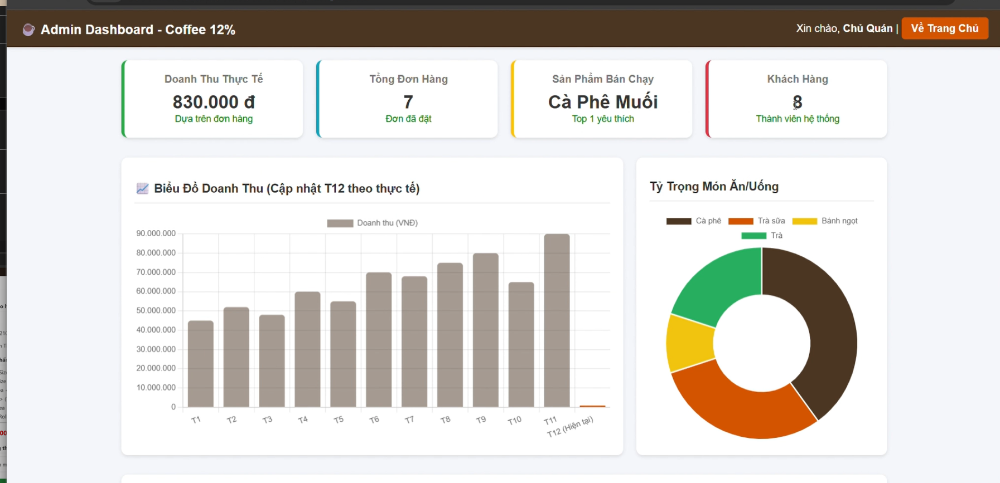 Admin Dashboard - Coffee 12%
Xin chào, Chủ Quán | Về Trang Chủ
Doanh Thu Thực Tế
830.000 đ
Dựa trên đơn hàng
Tổng Đơn Hàng
7
Đơn đã đặt
Sản Phẩm Bán Chạy
Cà Phê Muối
Top 1 yêu thích
Khách Hàng
8
Thành viên hệ thống
Biểu Đồ Doanh Thu (Cập nhật T12 theo thực tế)
Doanh thu (VNĐ)
90.000.000
80.000.000
70.000.000
60.000.000
50.000.000
40.000.000
30.000.000
20.000.000
10.000.000
0
T1 T2 T3 T4 T5 T6 T7 T8 T9 T10 T11 T12 (Hiện tại)
Tỷ Trọng Món Ăn/Uống
Cà phê Trà sữa Bánh ngọt
Trà